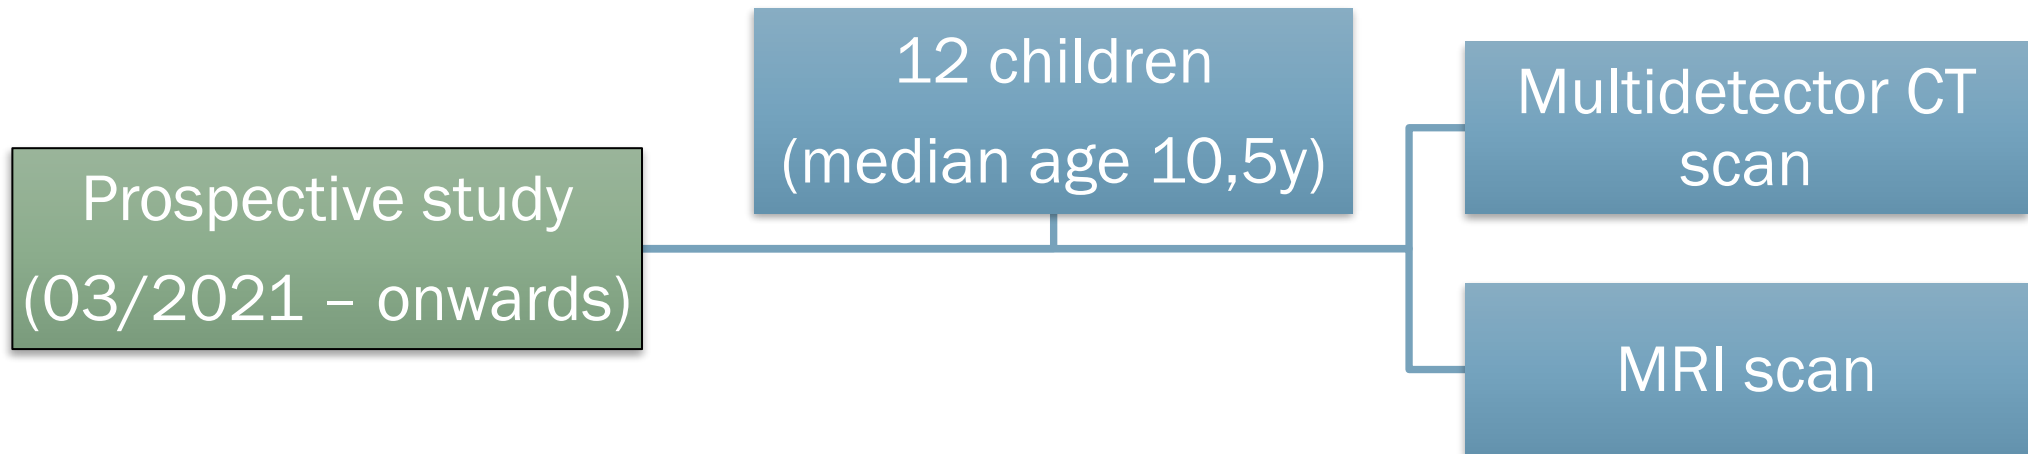 Prospective study
(03/2021 – onwards)
12 children
(median age 10,5y)
Multidetector CT
scan
MRI scan